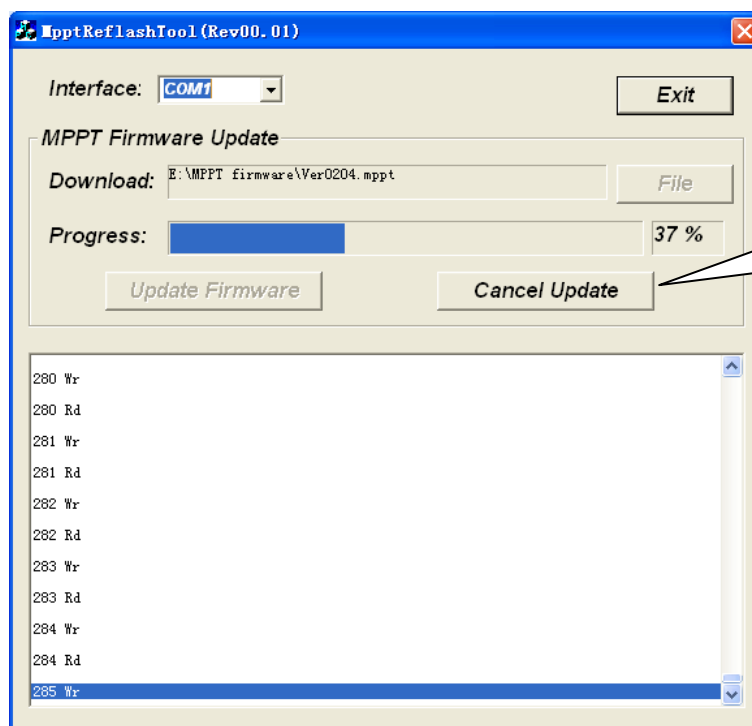 MpptReflashTool(Rev00.01)
Interface: COM1
Exit
MPPT Firmware Update
Download: E:\MPPT firmware\Ver0204.mppt
File
Progress: 37 %
Update Firmware Cancel Update
280 Wr
280 Rd
281 Wr
281 Rd
282 Wr
282 Rd
283 Wr
283 Rd
284 Wr
284 Rd
285 Wr